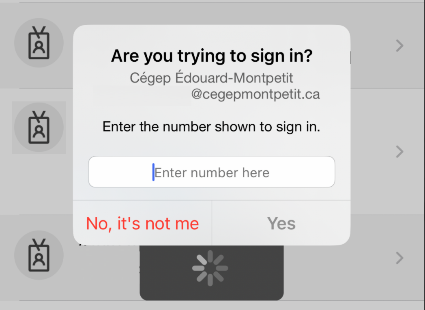 Are you trying to sign in?
Cégep Édouard-Montpetit
@cegepmontpetit.ca
Enter the number shown to sign in.
Enter number here
No, it's not me
Yes